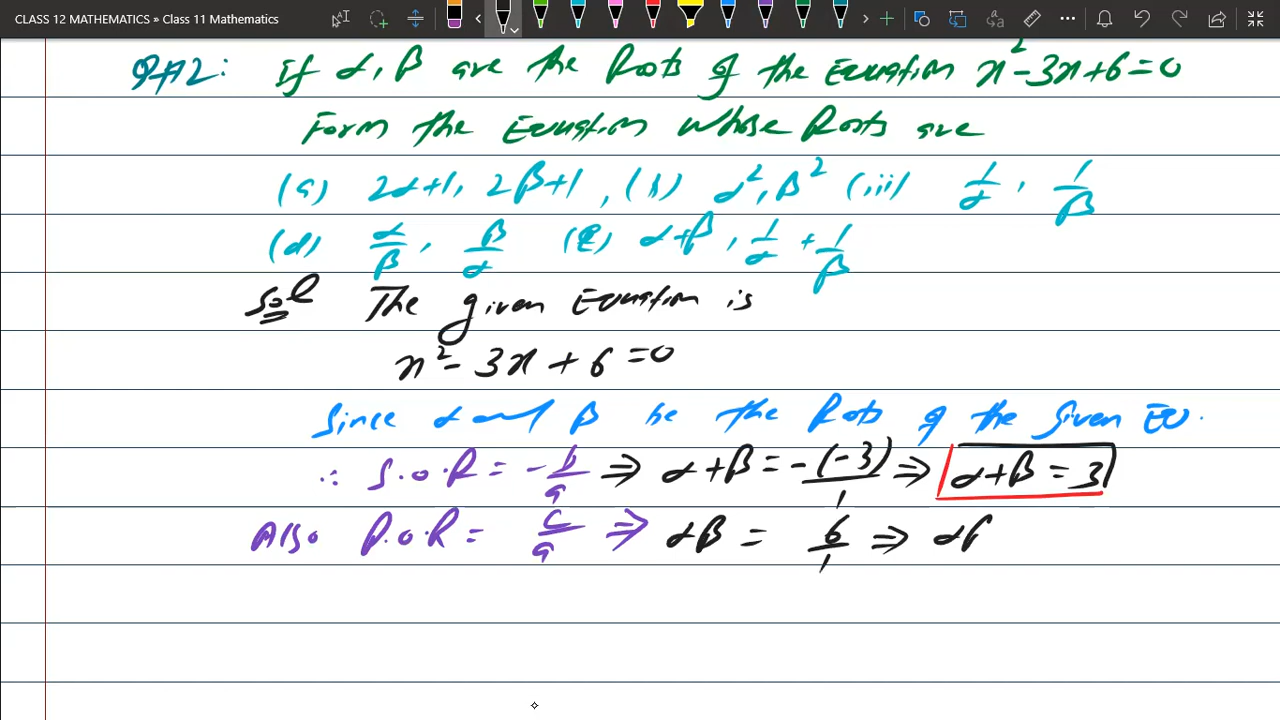 CLASS 12 MATHEMATICS » Class 11 Mathematics
Q#2: If α, β are the Roots of the Equation x² - 3x + 6 = 0
Form the Equation whose Roots are
(a) 2α+1, 2β+1, (b) α², β² (iii) 1/α, 1/β
(d) α/β, β/α (e) α+β, 1/α + 1/β
Sol The given Equation is
x² - 3x + 6 = 0
Since α and β be the Roots of the Given EQ.
∴ S.O.R = -b/a ⇒ α+β = -(-3)/1 ⇒ α+β = 3
Also P.O.R = c/a ⇒ αβ = 6/1 ⇒ αβ